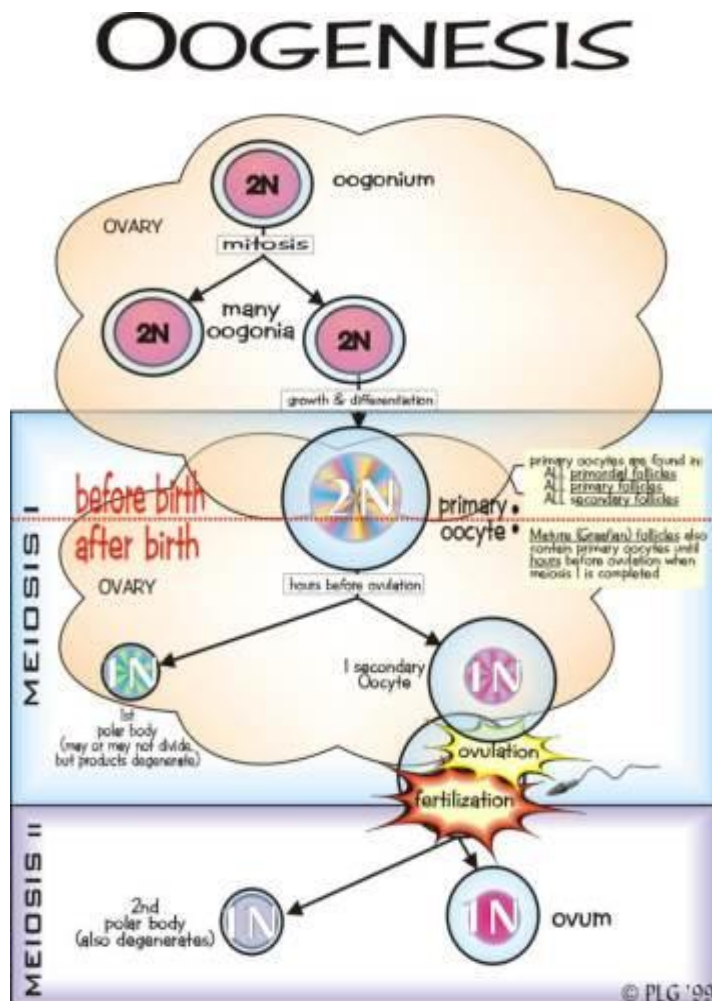 OOGENESIS
2N
oogonium
OVARY
mitosis
many
oogonia
2N
2N
growth & differentiation
MEIOSIS I
before birth
after birth
2N
primary
oocyte
primary oocytes are found in:
ALL primordial follicles
ALL primary follicles
ALL secondary follicles
Mature (Graafian) follicles also
contain primary oocytes until
hours before ovulation when
meiosis I is completed
OVARY
hours before ovulation
1N
1st
polar body
(may or may not divide,
but products degenerate)
1 secondary
Oocyte
1N
ovulation
fertilization
MEIOSIS II
2nd
polar body
(also degenerates)
1N
1N
ovum
© PLG '99